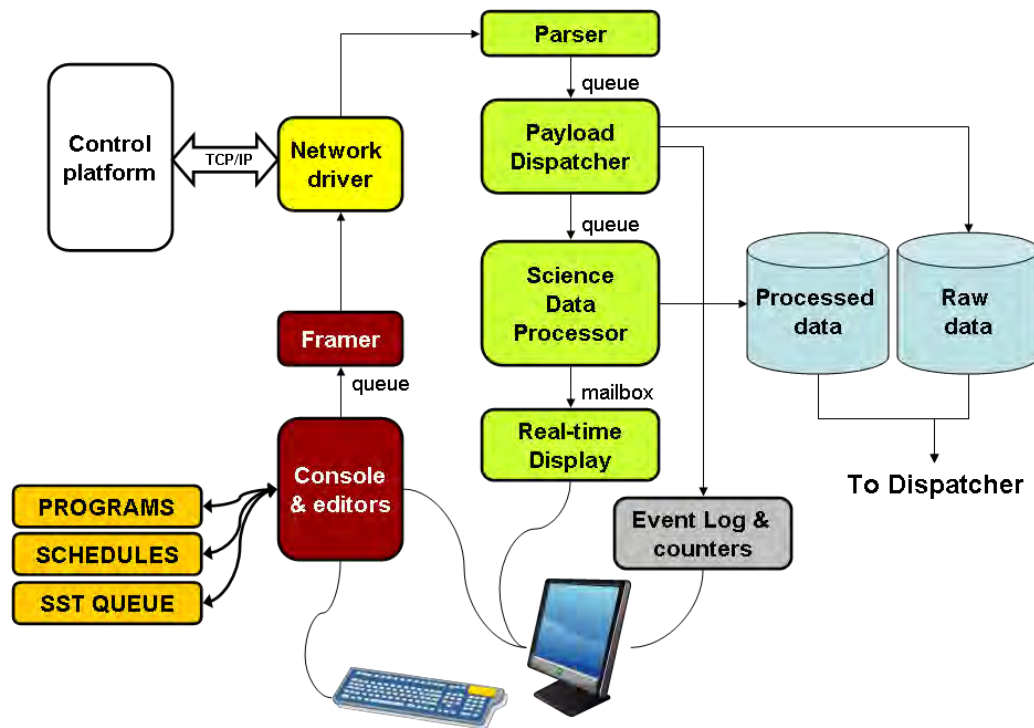 Parser
queue
Control
platform
TCP/IP
Network
driver
Payload
Dispatcher
queue
Science
Data
Processor
Processed
data
Raw
data
Framer
queue
mailbox
Real-time
Display
Console
& editors
To Dispatcher
PROGRAMS
SCHEDULES
SST QUEUE
Event Log &
counters